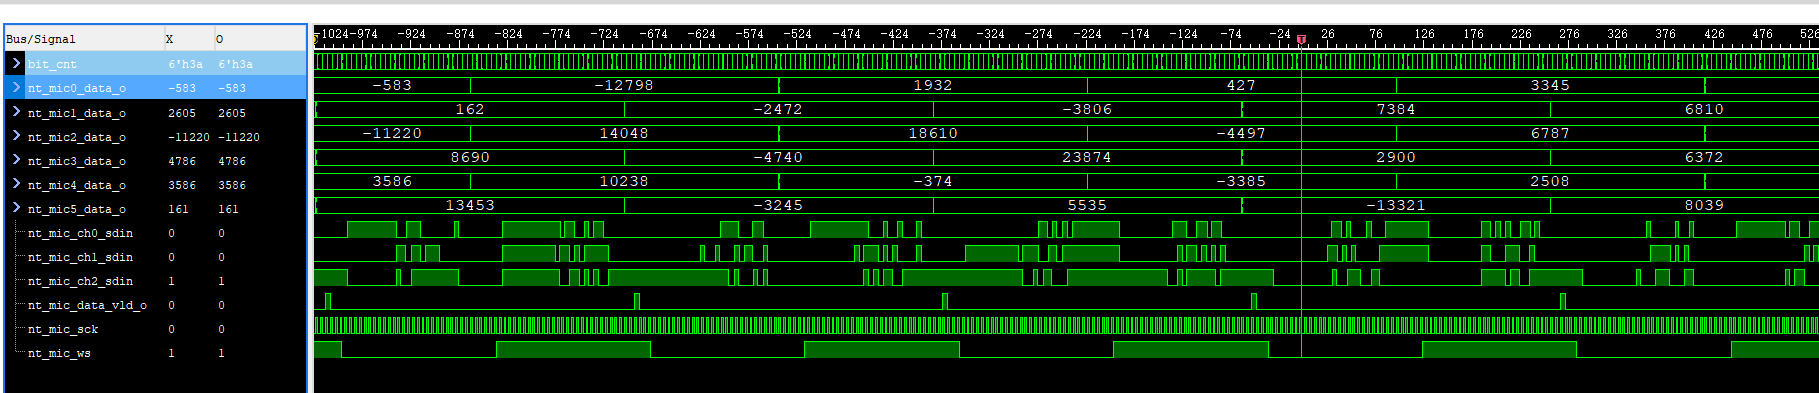 Bus/Signal X O
-1024 -974 -924 -874 -824 -774 -724 -674 -624 -574 -524 -474 -424 -374 -324 -274 -224 -174 -124 -74 -24 26 76 126 176 226 276 326 376 426 476 526
bit_cnt 6'h3a 6'h3a
nt_mic0_data_o -583 -583 -583 -12798 1932 427 3345
nt_mic1_data_o 2605 2605 162 -2472 -3806 7384 6810
nt_mic2_data_o -11220 -11220 -11220 14048 18610 -4497 6787
nt_mic3_data_o 4786 4786 8690 -4740 23874 2900 6372
nt_mic4_data_o 3586 3586 3586 10238 -374 -3385 2508
nt_mic5_data_o 161 161 13453 -3245 5535 -13321 8039
nt_mic_ch0_sdin 0 0
nt_mic_ch1_sdin 0 0
nt_mic_ch2_sdin 1 1
nt_mic_data_vld_o 0 0
nt_mic_sck 0 0
nt_mic_ws 1 1